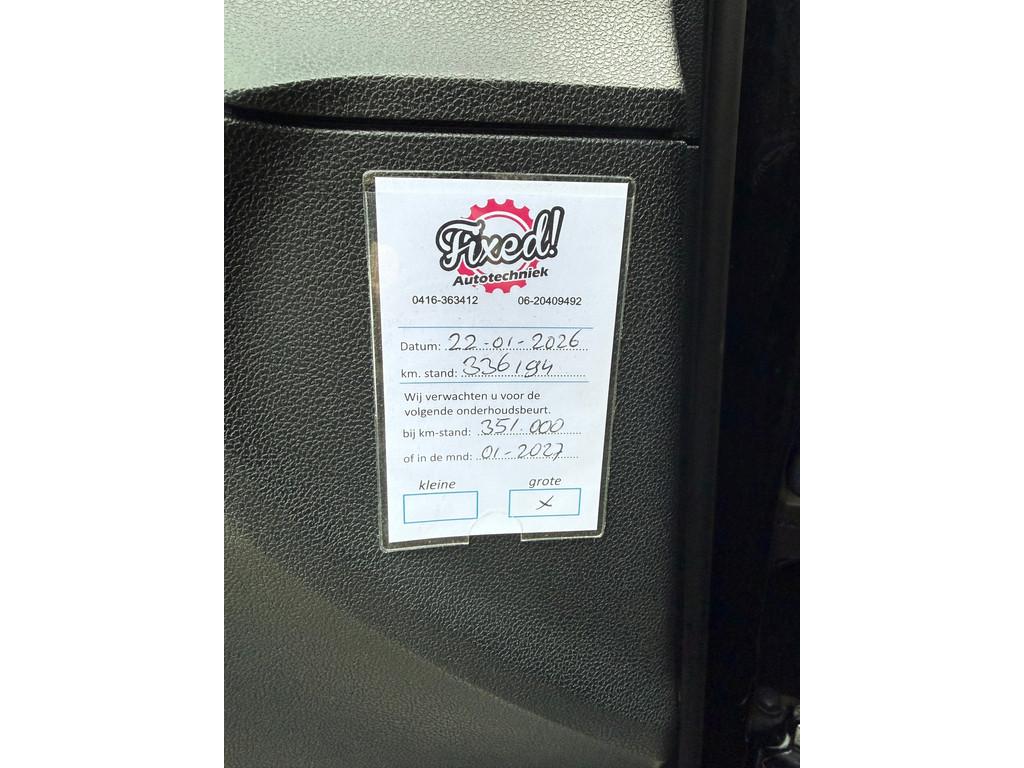 Fixed!
Autotechniek
0416-363412 06-20409492
Datum: 22-01-2026
km. stand: 336194
Wij verwachten u voor de
volgende onderhoudsbeurt.
bij km-stand: 351.000
of in de mnd: 01-2027
kleine grote
x